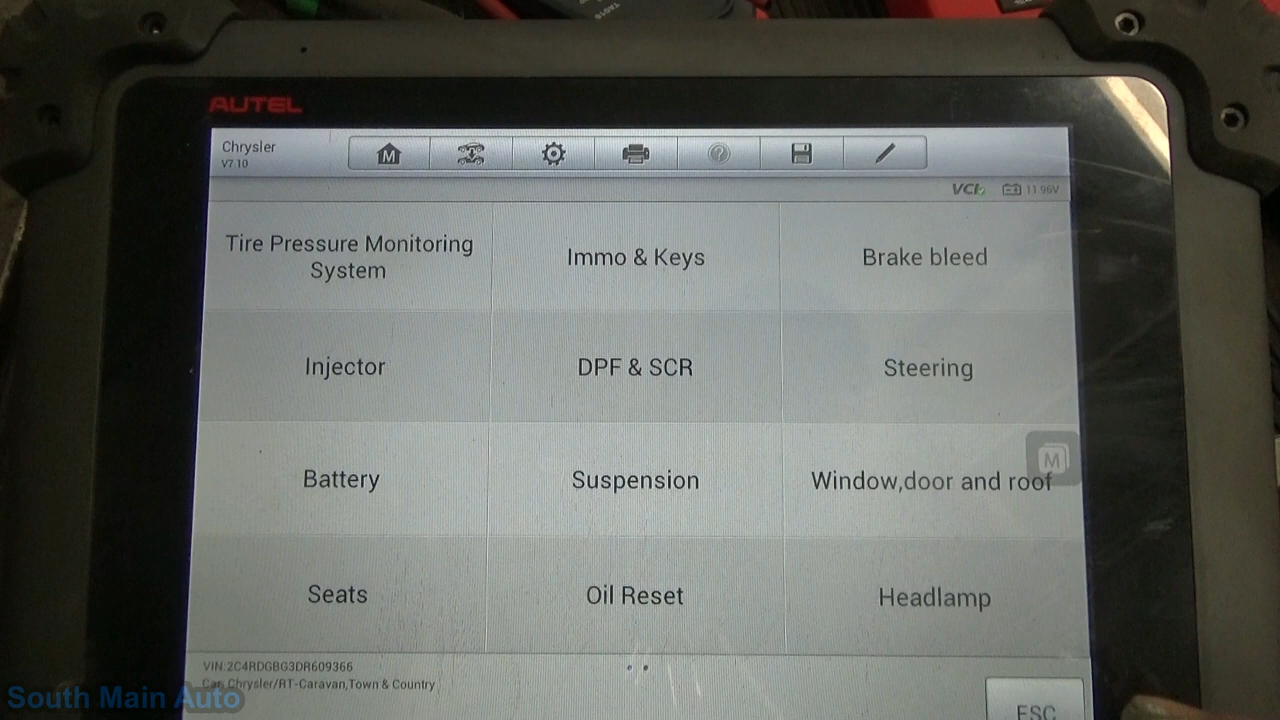 TA016
AUTEL
Chrysler
V7.10
M
?
VCI
11.96V
Tire Pressure Monitoring
System
Immo & Keys
Brake bleed
Injector
DPF & SCR
Steering
Battery
Suspension
Window,door and roof
M
Seats
Oil Reset
Headlamp
VIN:2C4RDGBG3DR609366
Car: Chrysler/RT-Caravan,Town & Country
ESC
South Main Auto